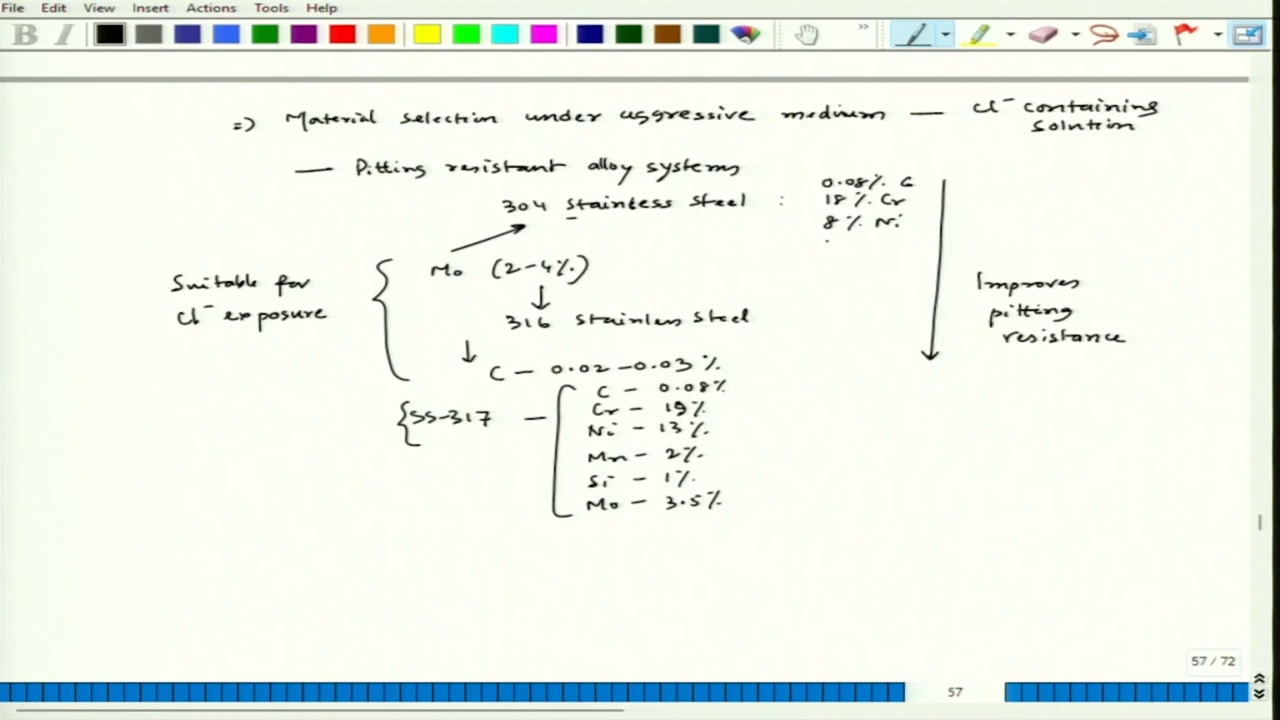 File Edit View Insert Actions Tools Help
B I
=> Material selection under aggressive medium — Cl⁻ containing solution
— Pitting resistant alloy systems
304 Stainless Steel : 0.08% C
18% Cr
8% Ni
Mo (2-4%)
Suitable for
Cl⁻ exposure
316 Stainless Steel
Improves
pitting
resistance
C - 0.02 - 0.03%
SS-317 - C - 0.08%
Cr - 19%
Ni - 13%
Mn - 2%
Si - 1%
Mo - 3.5%
57 / 72
57